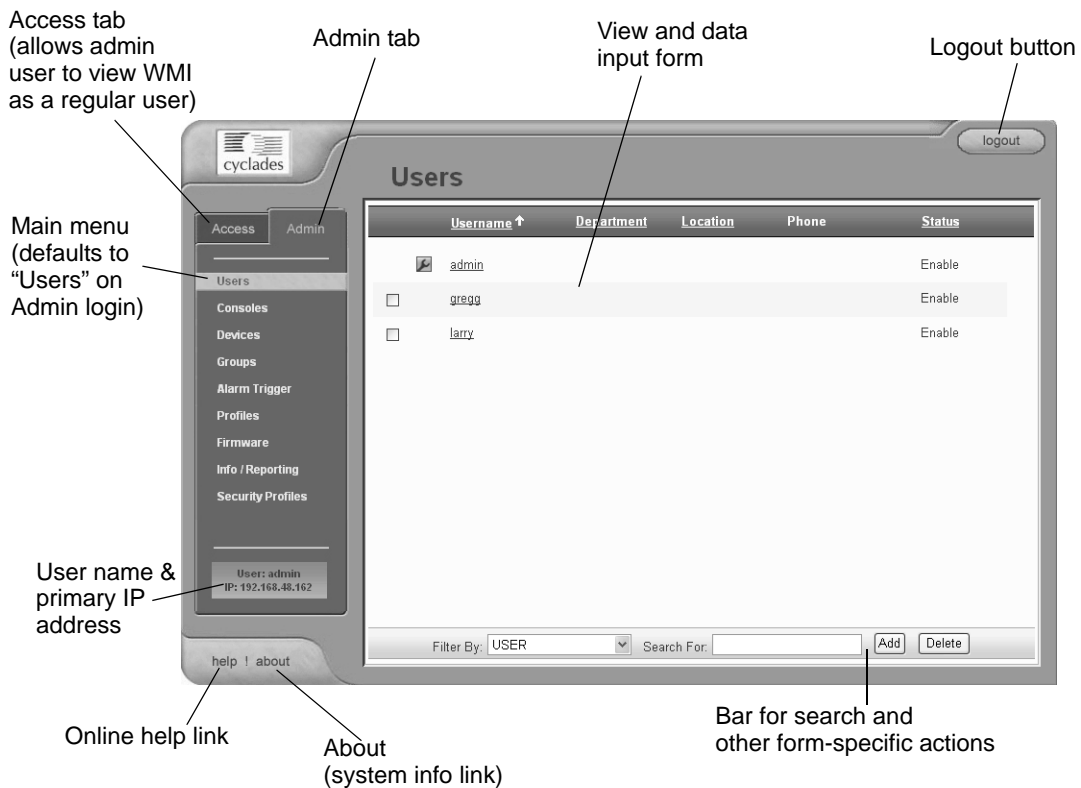 Access tab
(allows admin
user to view WMI
as a regular user)
Admin tab
View and data
input form
Logout button
cyclades
logout
Users
Main menu
(defaults to
“Users” on
Admin login)
Access Admin
Users
Consoles
Devices
Groups
Alarm Trigger
Profiles
Firmware
Info / Reporting
Security Profiles
User: admin
IP: 192.168.48.162
Username Department Location Phone Status
admin Enable
gregg Enable
larry Enable
User name &
primary IP
address
Filter By: USER Search For: Add Delete
help ! about
Online help link
About
(system info link)
Bar for search and
other form-specific actions